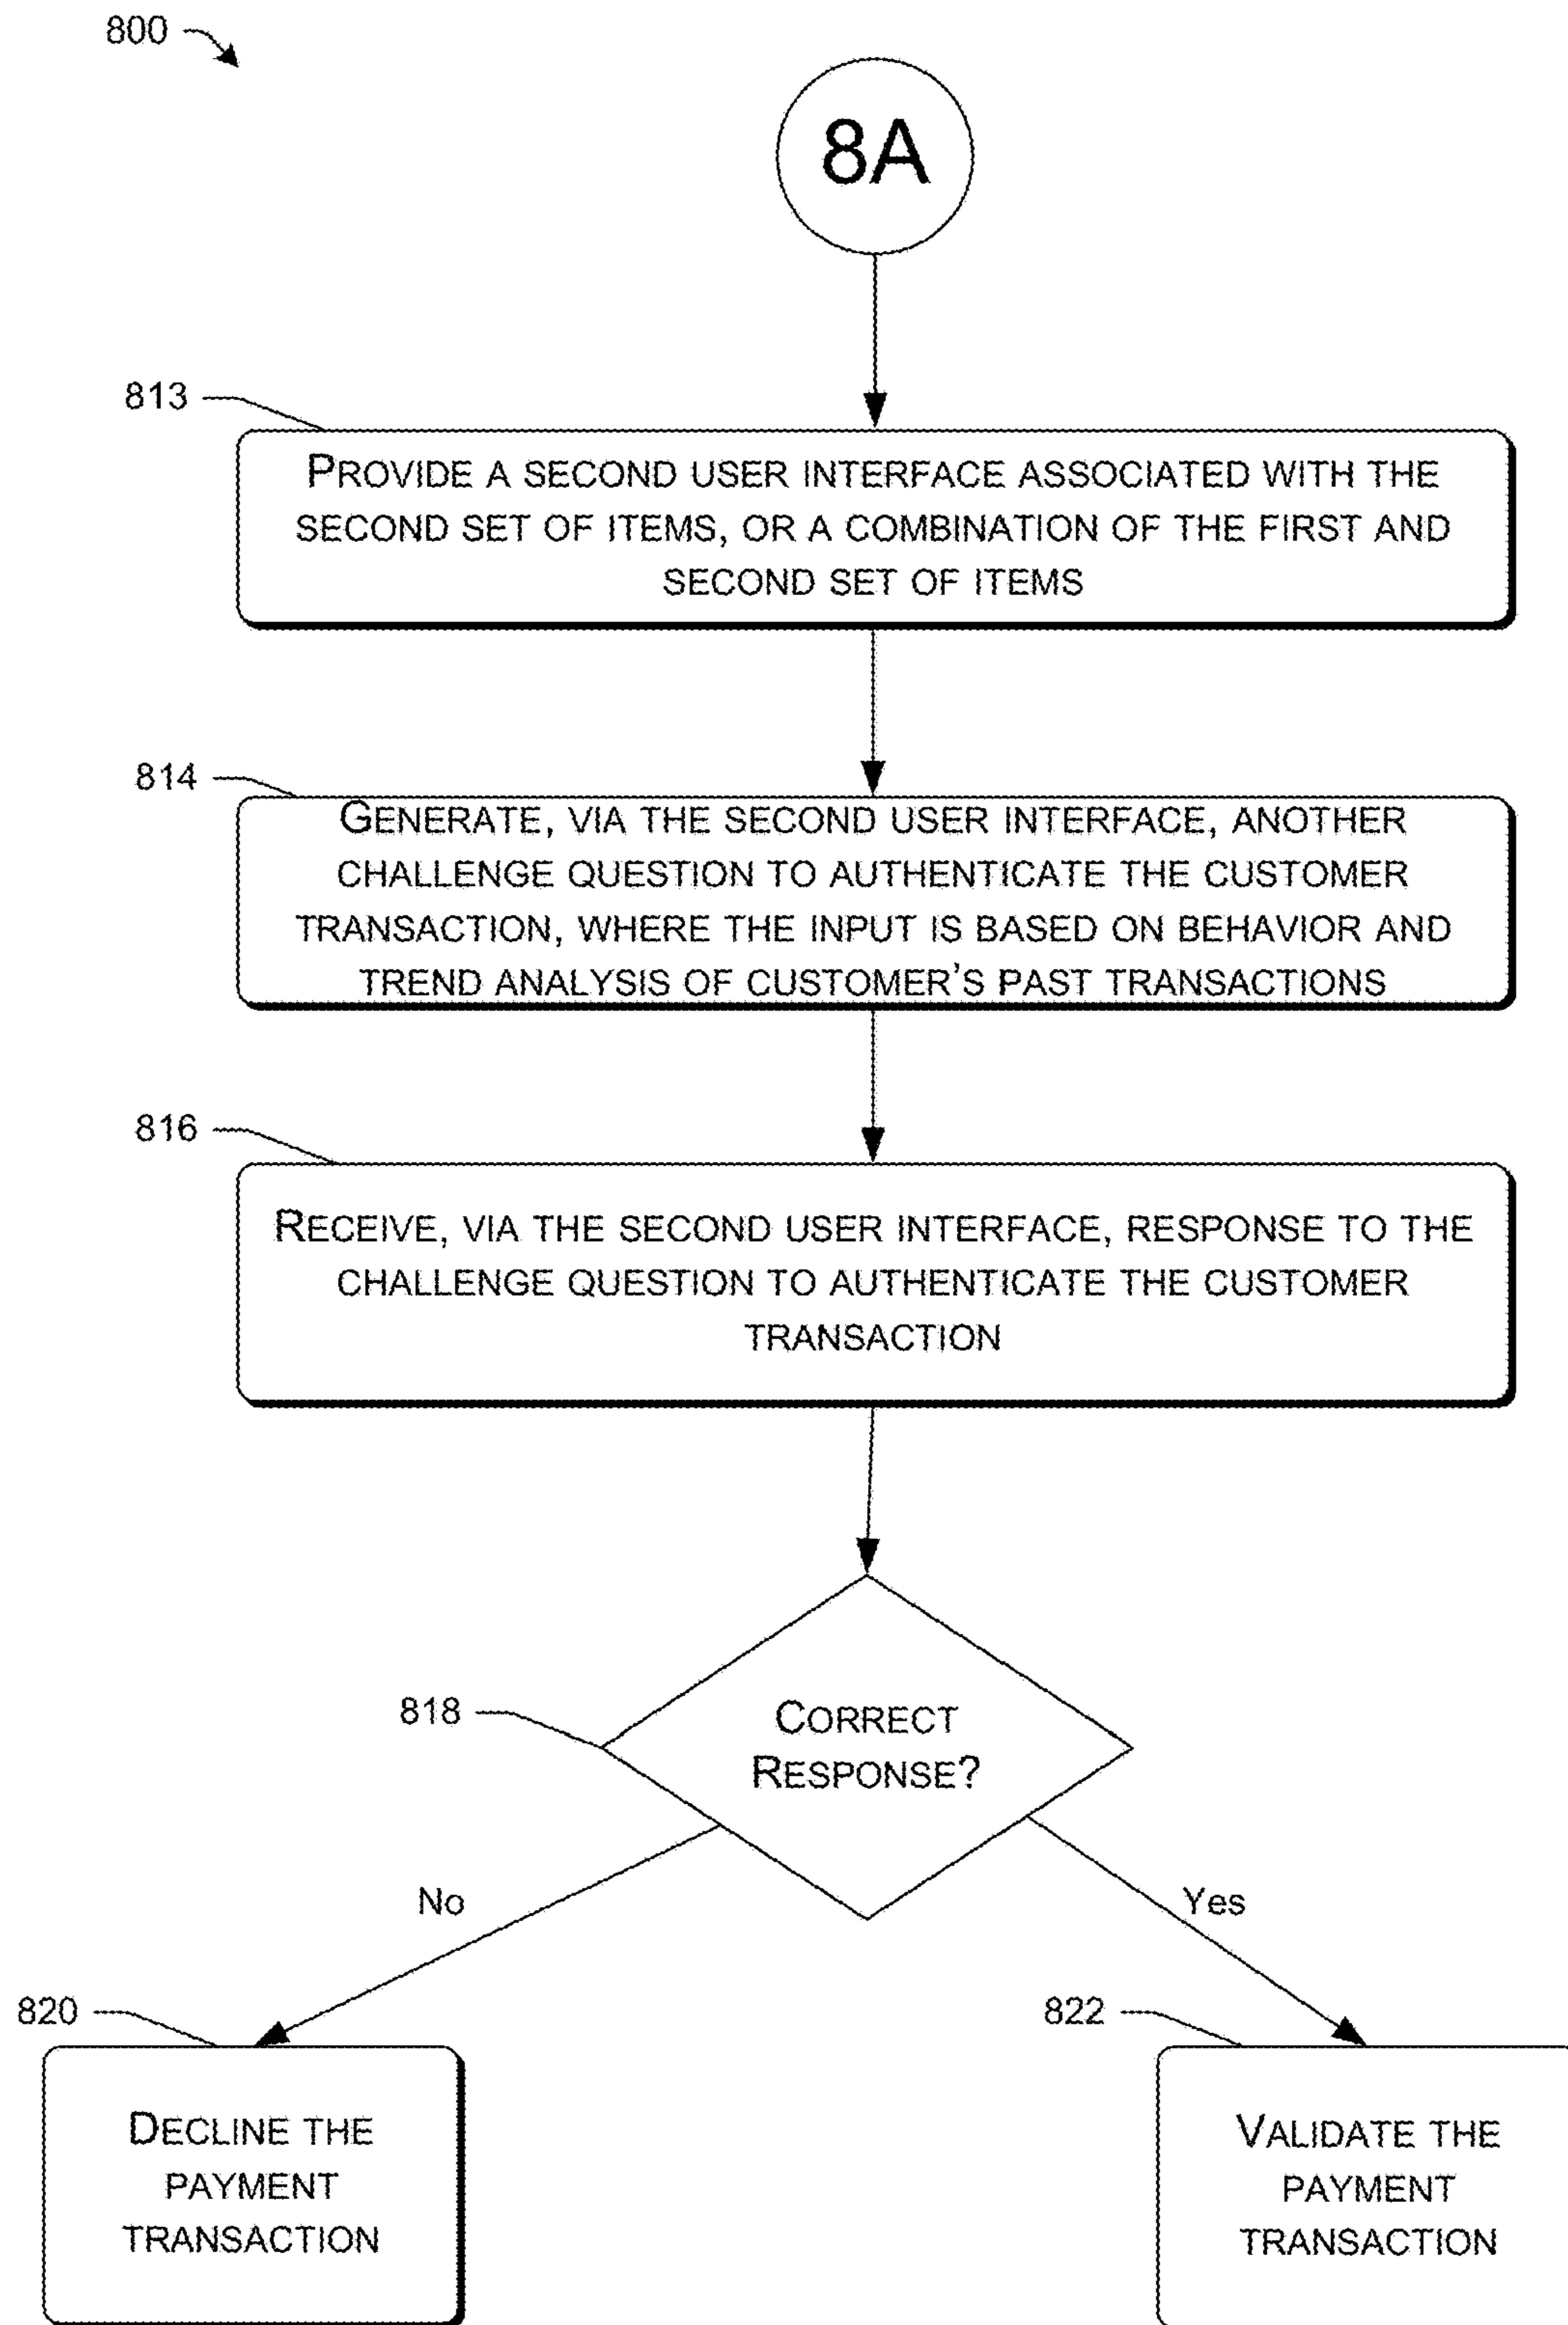 800
8A
813
PROVIDE A SECOND USER INTERFACE ASSOCIATED WITH THE
SECOND SET OF ITEMS, OR A COMBINATION OF THE FIRST AND
SECOND SET OF ITEMS
814
GENERATE, VIA THE SECOND USER INTERFACE, ANOTHER
CHALLENGE QUESTION TO AUTHENTICATE THE CUSTOMER
TRANSACTION, WHERE THE INPUT IS BASED ON BEHAVIOR AND
TREND ANALYSIS OF CUSTOMER'S PAST TRANSACTIONS
816
RECEIVE, VIA THE SECOND USER INTERFACE, RESPONSE TO THE
CHALLENGE QUESTION TO AUTHENTICATE THE CUSTOMER
TRANSACTION
818
CORRECT
RESPONSE?
No
Yes
820
DECLINE THE
PAYMENT
TRANSACTION
822
VALIDATE THE
PAYMENT
TRANSACTION